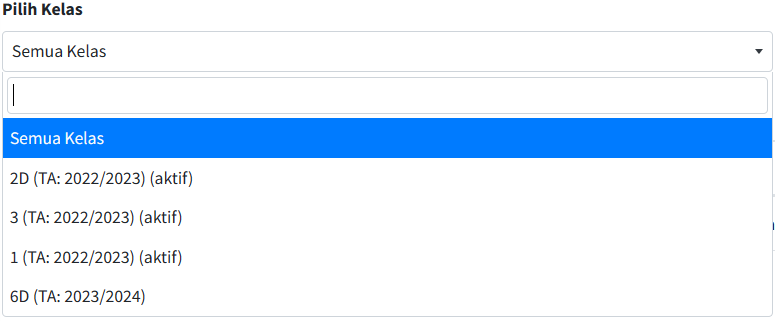 Pilih Kelas
Semua Kelas
Semua Kelas
2D (TA: 2022/2023) (aktif)
3 (TA: 2022/2023) (aktif)
1 (TA: 2022/2023) (aktif)
6D (TA: 2023/2024)